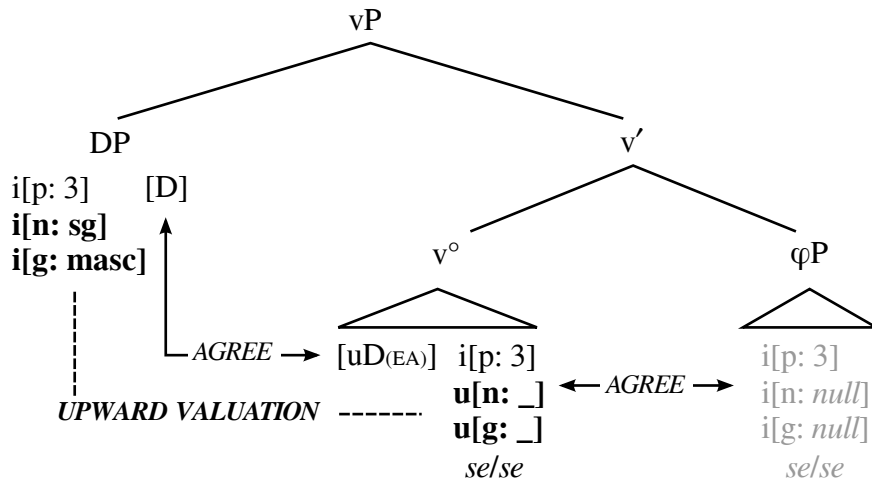 vP
DP
v′
i[p: 3] [D]
i[n: sg]
i[g: masc]
v°
φP
AGREE
[uD(EA)] i[p: 3]
i[p: 3]
UPWARD VALUATION
u[n: _]
AGREE
i[n: null]
u[g: _]
i[g: null]
se/se
se/se